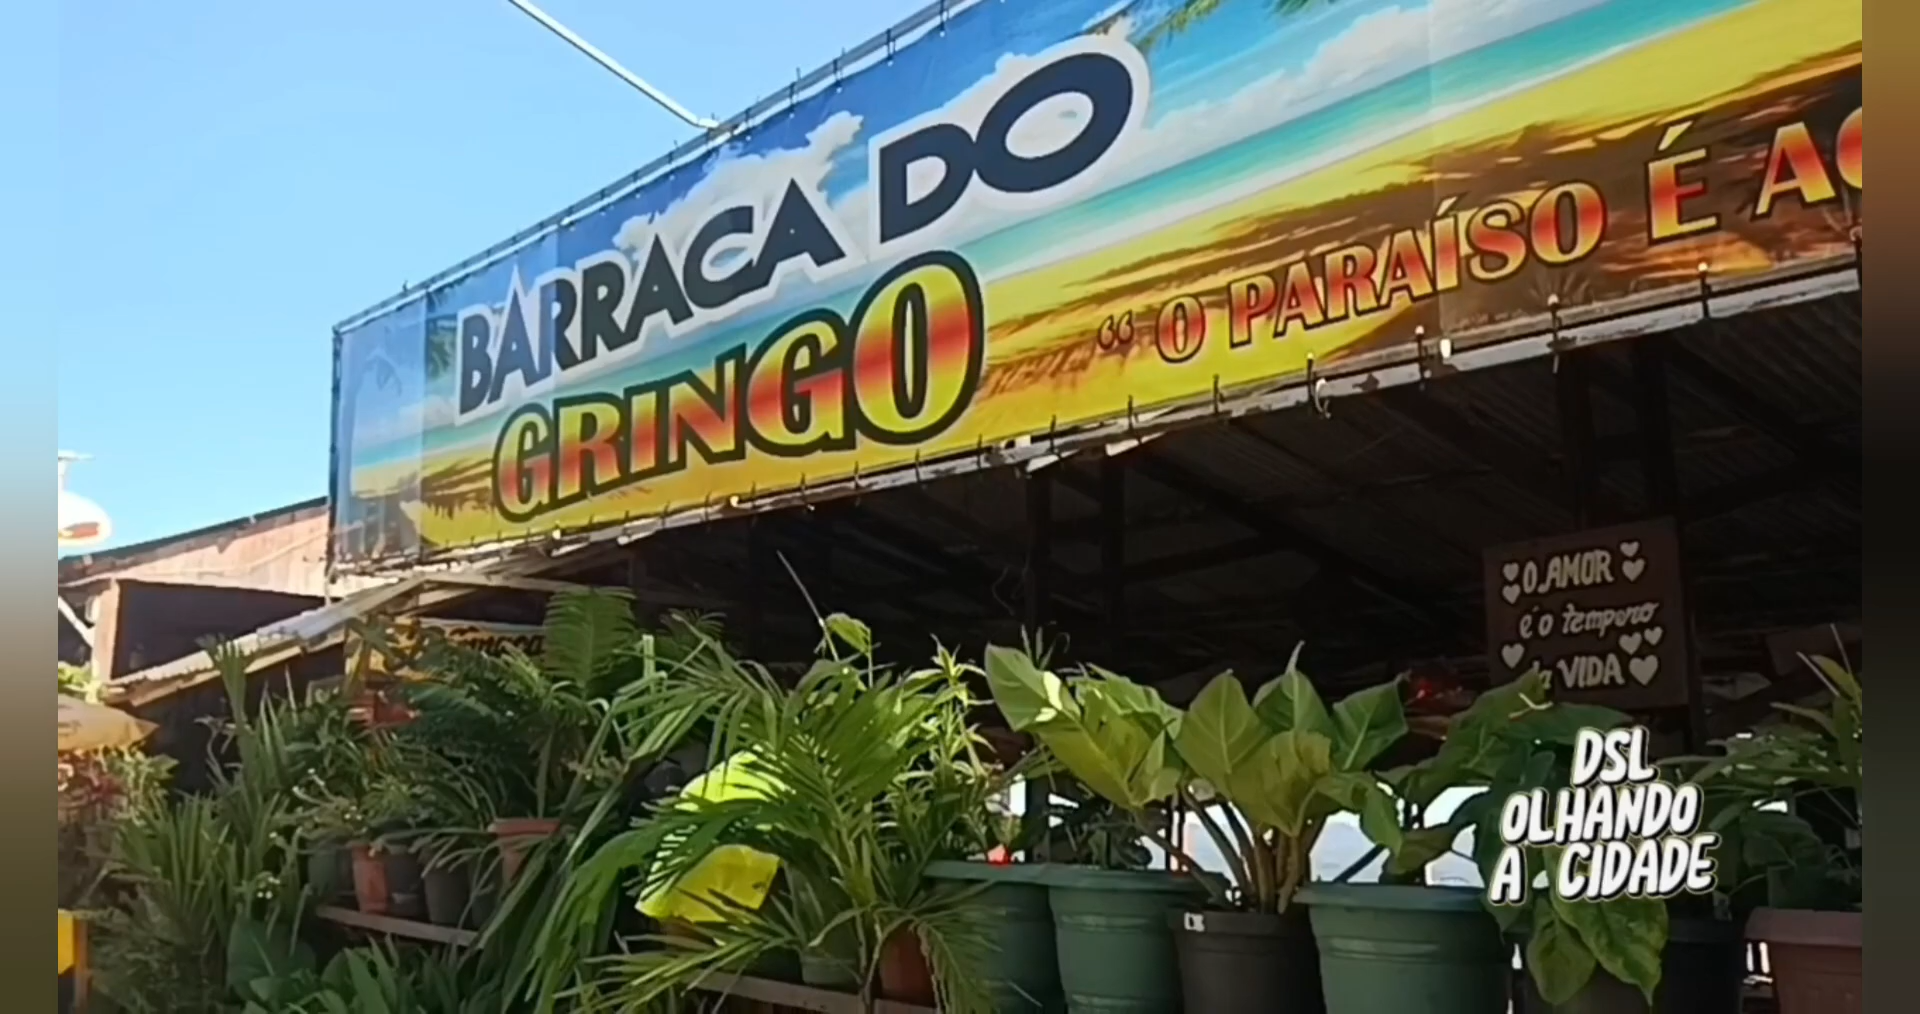 BARRACA DO
GRINGO
“ O PARAÍSO É
O AMOR
é o tempero
da VIDA
DSL
OLHANDO
A CIDADE